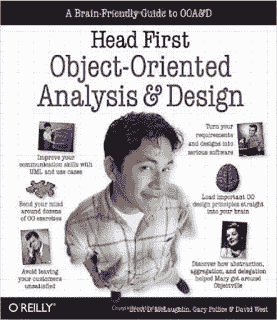 A Brain-Friendly Guide to OOA&D
Head First
Object-Oriented
Analysis & Design
Turn your
requirements
and designs into
serious software
Improve your
communication skills with
UML and use cases
Load important OO
design principles straight
into your brain
Bend your mind
around dozens
of OO exercises
Avoid leaving
your customers
unsatisfied
Discover how abstraction,
aggregation, and delegation
helped Mary get around
Objectville
O'REILLY®
Brett D. McLaughlin, Gary Pollice & David West